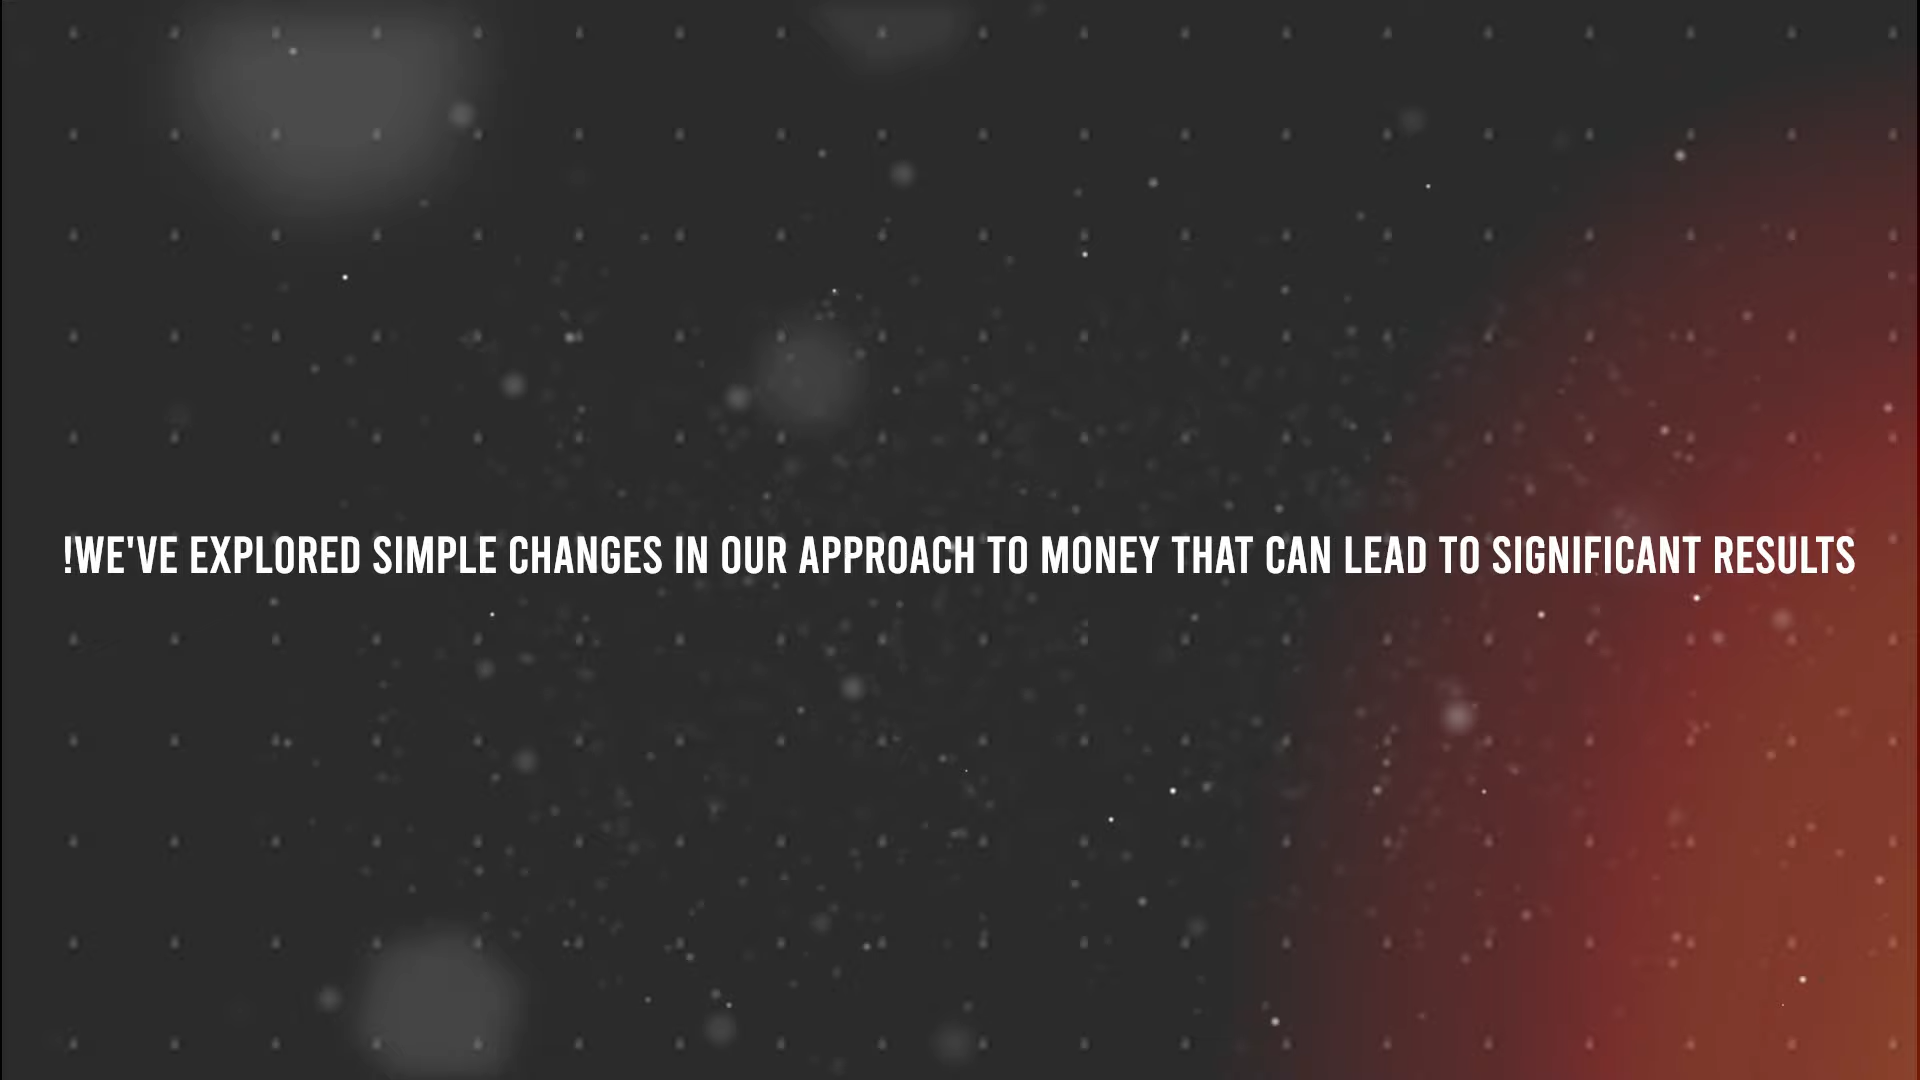 !WE'VE EXPLORED SIMPLE CHANGES IN OUR APPROACH TO MONEY THAT CAN LEAD TO SIGNIFICANT RESULTS